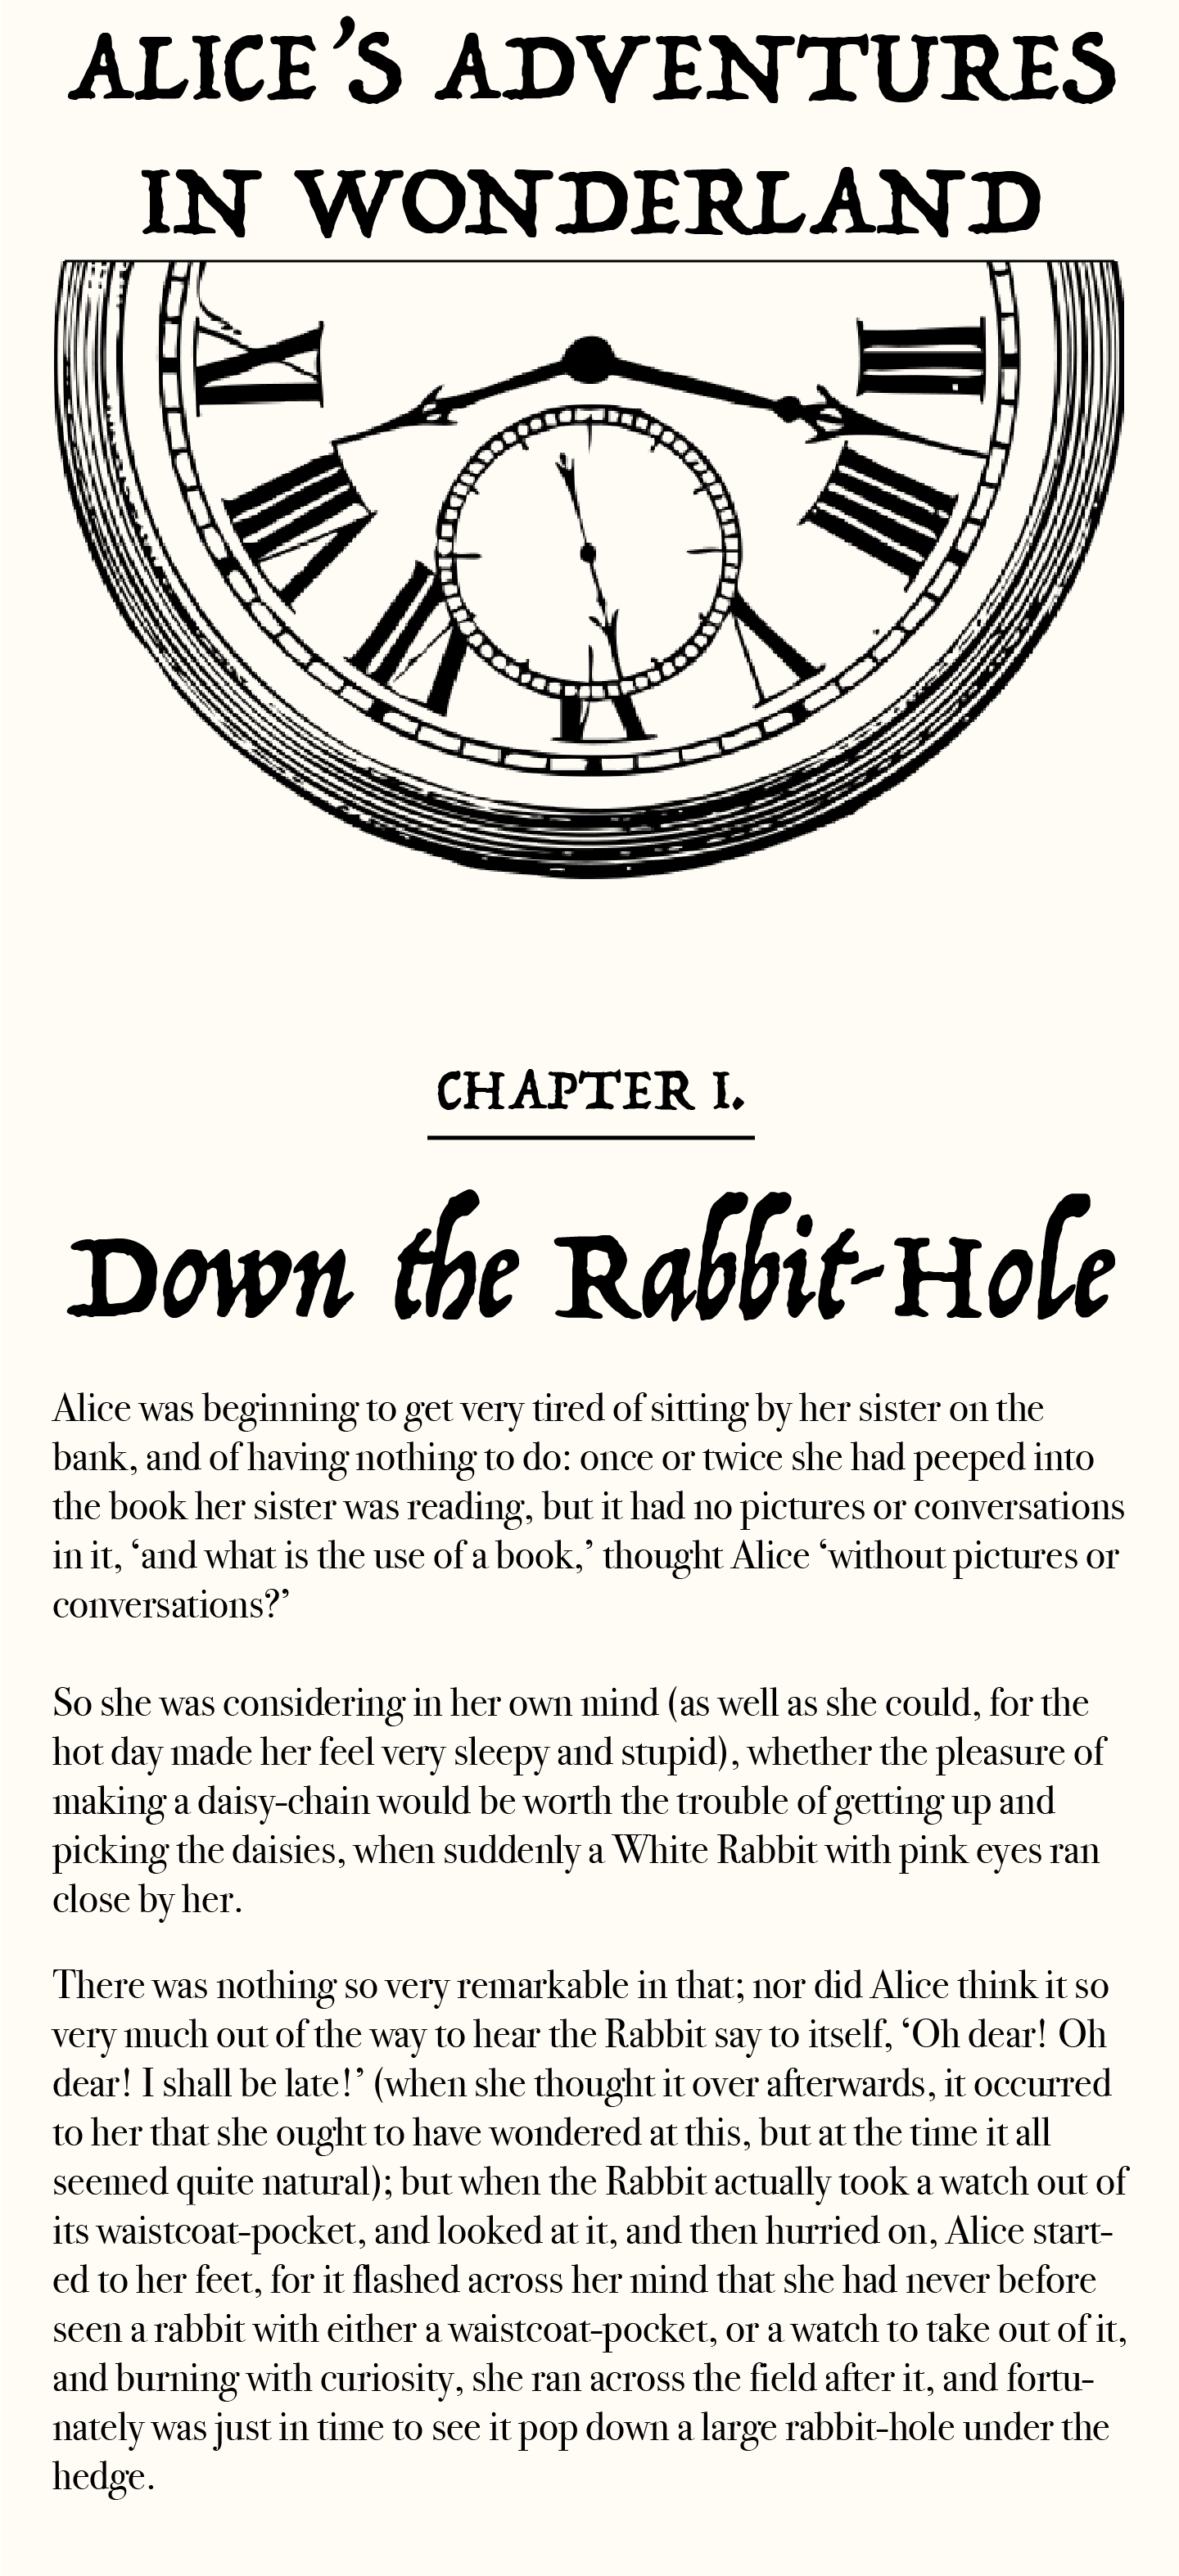 ALICE’S ADVENTURES
IN WONDERLAND
IX III
VIII IIII
VII V
VI
CHAPTER I.
Down the Rabbit-Hole
Alice was beginning to get very tired of sitting by her sister on the
bank, and of having nothing to do: once or twice she had peeped into
the book her sister was reading, but it had no pictures or conversations
in it, ‘and what is the use of a book,’ thought Alice ‘without pictures or
conversations?’
So she was considering in her own mind (as well as she could, for the
hot day made her feel very sleepy and stupid), whether the pleasure of
making a daisy-chain would be worth the trouble of getting up and
picking the daisies, when suddenly a White Rabbit with pink eyes ran
close by her.
There was nothing so very remarkable in that; nor did Alice think it so
very much out of the way to hear the Rabbit say to itself, ‘Oh dear! Oh
dear! I shall be late!’ (when she thought it over afterwards, it occurred
to her that she ought to have wondered at this, but at the time it all
seemed quite natural); but when the Rabbit actually took a watch out of
its waistcoat-pocket, and looked at it, and then hurried on, Alice start-
ed to her feet, for it flashed across her mind that she had never before
seen a rabbit with either a waistcoat-pocket, or a watch to take out of it,
and burning with curiosity, she ran across the field after it, and fortu-
nately was just in time to see it pop down a large rabbit-hole under the
hedge.